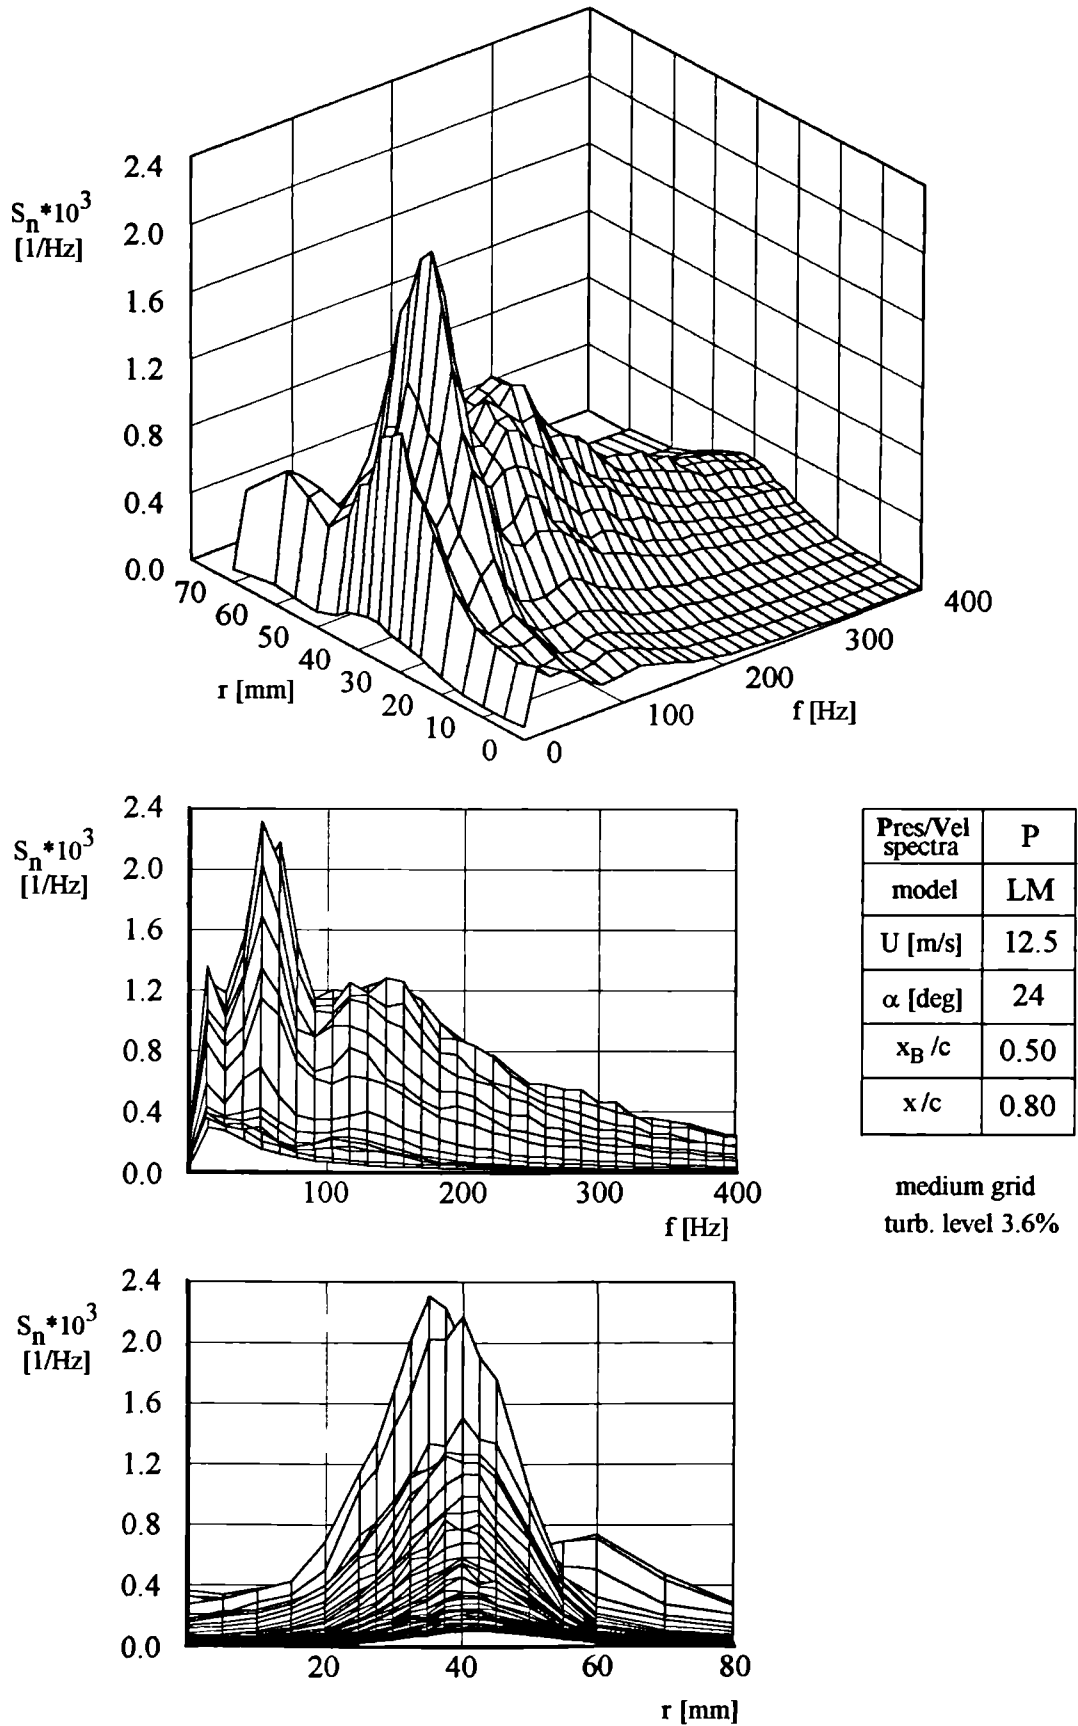 2.4
S_n*10^3
[1/Hz]
2.0
1.6
1.2
0.8
0.4
0.0
70
60
50
40
30
20
10
0
r [mm]
0
100
200
300
400
f [Hz]
2.4
S_n*10^3
[1/Hz]
2.0
1.6
1.2
0.8
0.4
0.0
100 200 300 400
f [Hz]
Pres/Vel spectra P
model LM
U [m/s] 12.5
α [deg] 24
x_B /c 0.50
x /c 0.80
medium grid
turb. level 3.6%
2.4
S_n*10^3
[1/Hz]
2.0
1.6
1.2
0.8
0.4
0.0
20 40 60 80
r [mm]